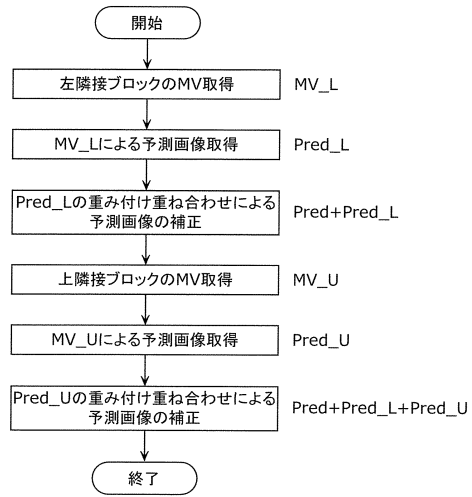 開始
左隣接ブロックのMV取得 MV_L
MV_Lによる予測画像取得 Pred_L
Pred_Lの重み付け重ね合わせによる
予測画像の補正 Pred+Pred_L
上隣接ブロックのMV取得 MV_U
MV_Uによる予測画像取得 Pred_U
Pred_Uの重み付け重ね合わせによる
予測画像の補正 Pred+Pred_L+Pred_U
終了